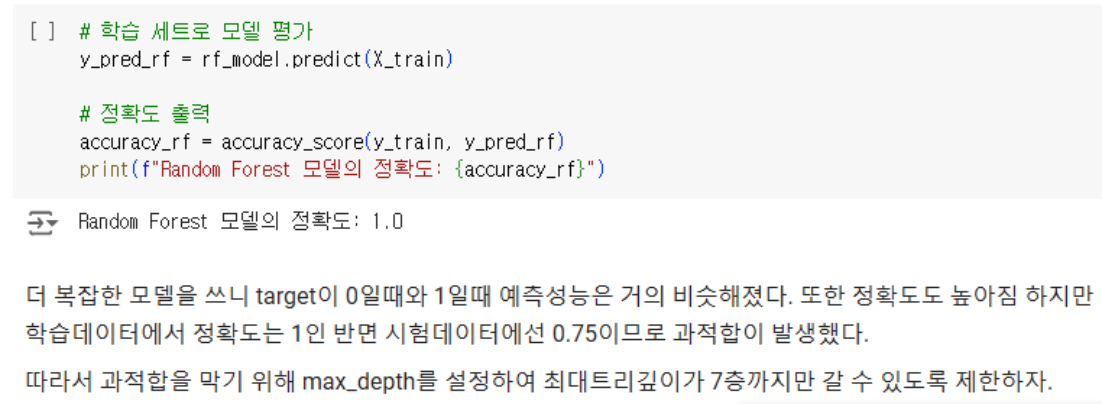 [ ] # 학습 세트로 모델 평가
y_pred_rf = rf_model.predict(X_train)
# 정확도 출력
accuracy_rf = accuracy_score(y_train, y_pred_rf)
print(f"Random Forest 모델의 정확도: {accuracy_rf}")
Random Forest 모델의 정확도: 1.0
더 복잡한 모델을 쓰니 target이 0일때와 1일때 예측성능은 거의 비슷해졌다. 또한 정확도도 높아짐 하지만
학습데이터에서 정확도는 1인 반면 시험데이터에선 0.75이므로 과적합이 발생했다.
따라서 과적합을 막기 위해 max_depth를 설정하여 최대트리깊이가 7층까지만 갈 수 있도록 제한하자.